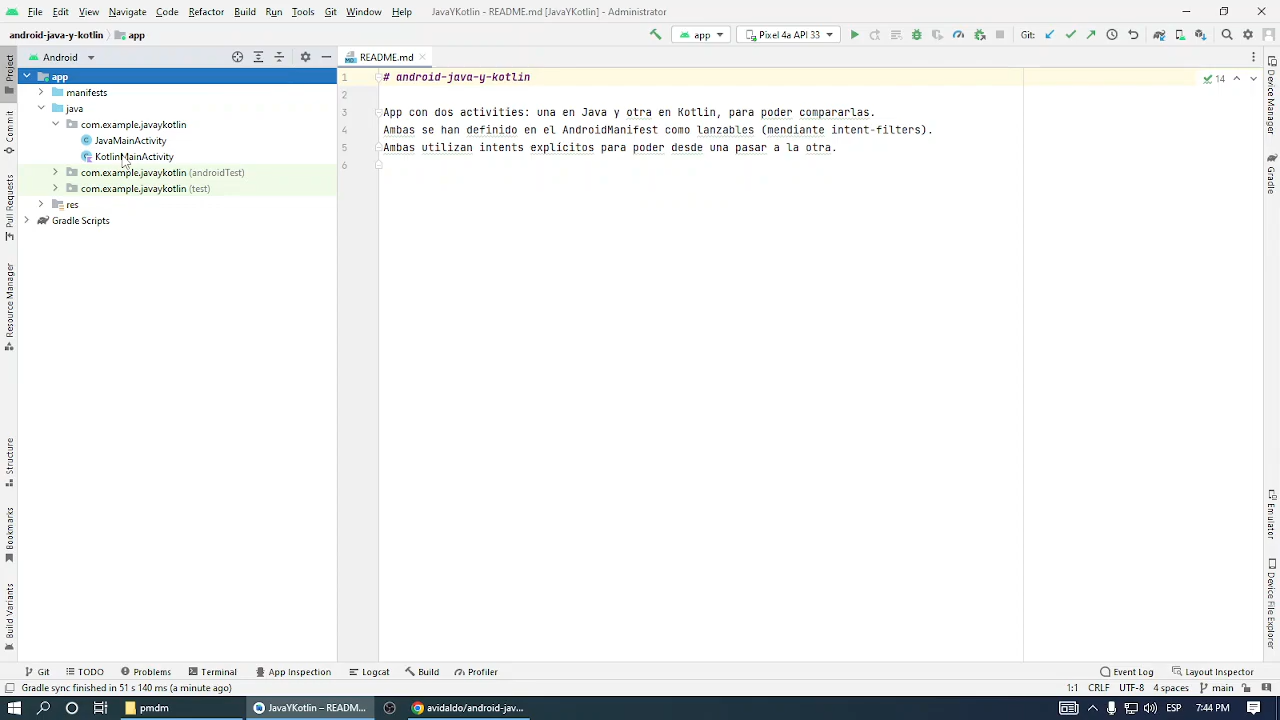 File Edit View Navigate Code Refactor Build Run Tools Git Window Help JavaYKotlin - README.md [JavaYKotlin] - Administrator
android-java-y-kotlin app
app Pixel 4a API 33 Git:
Android
README.md
app
manifests
java
com.example.javaykotlin
JavaMainActivity
KotlinMainActivity
com.example.javaykotlin (androidTest)
com.example.javaykotlin (test)
res
Gradle Scripts
1 # android-java-y-kotlin
2
3 App con dos activities: una en Java y otra en Kotlin, para poder compararlas.
4 Ambas se han definido en el AndroidManifest como lanzables (mendiante intent-filters).
5 Ambas utilizan intents explícitos para poder desde una pasar a la otra.
6
14
Project
Commit
Pull Requests
Resource Manager
Structure
Bookmarks
Build Variants
Device Manager
Gradle
Emulator
Device File Explorer
Git TODO Problems Terminal App Inspection Logcat Build Profiler Event Log Layout Inspector
Gradle sync finished in 51 s 140 ms (a minute ago) 1:1 CRLF UTF-8 4 spaces main
pmdm JavaYKotlin – READM... avidaldo/android-jav... ESP 7:44 PM